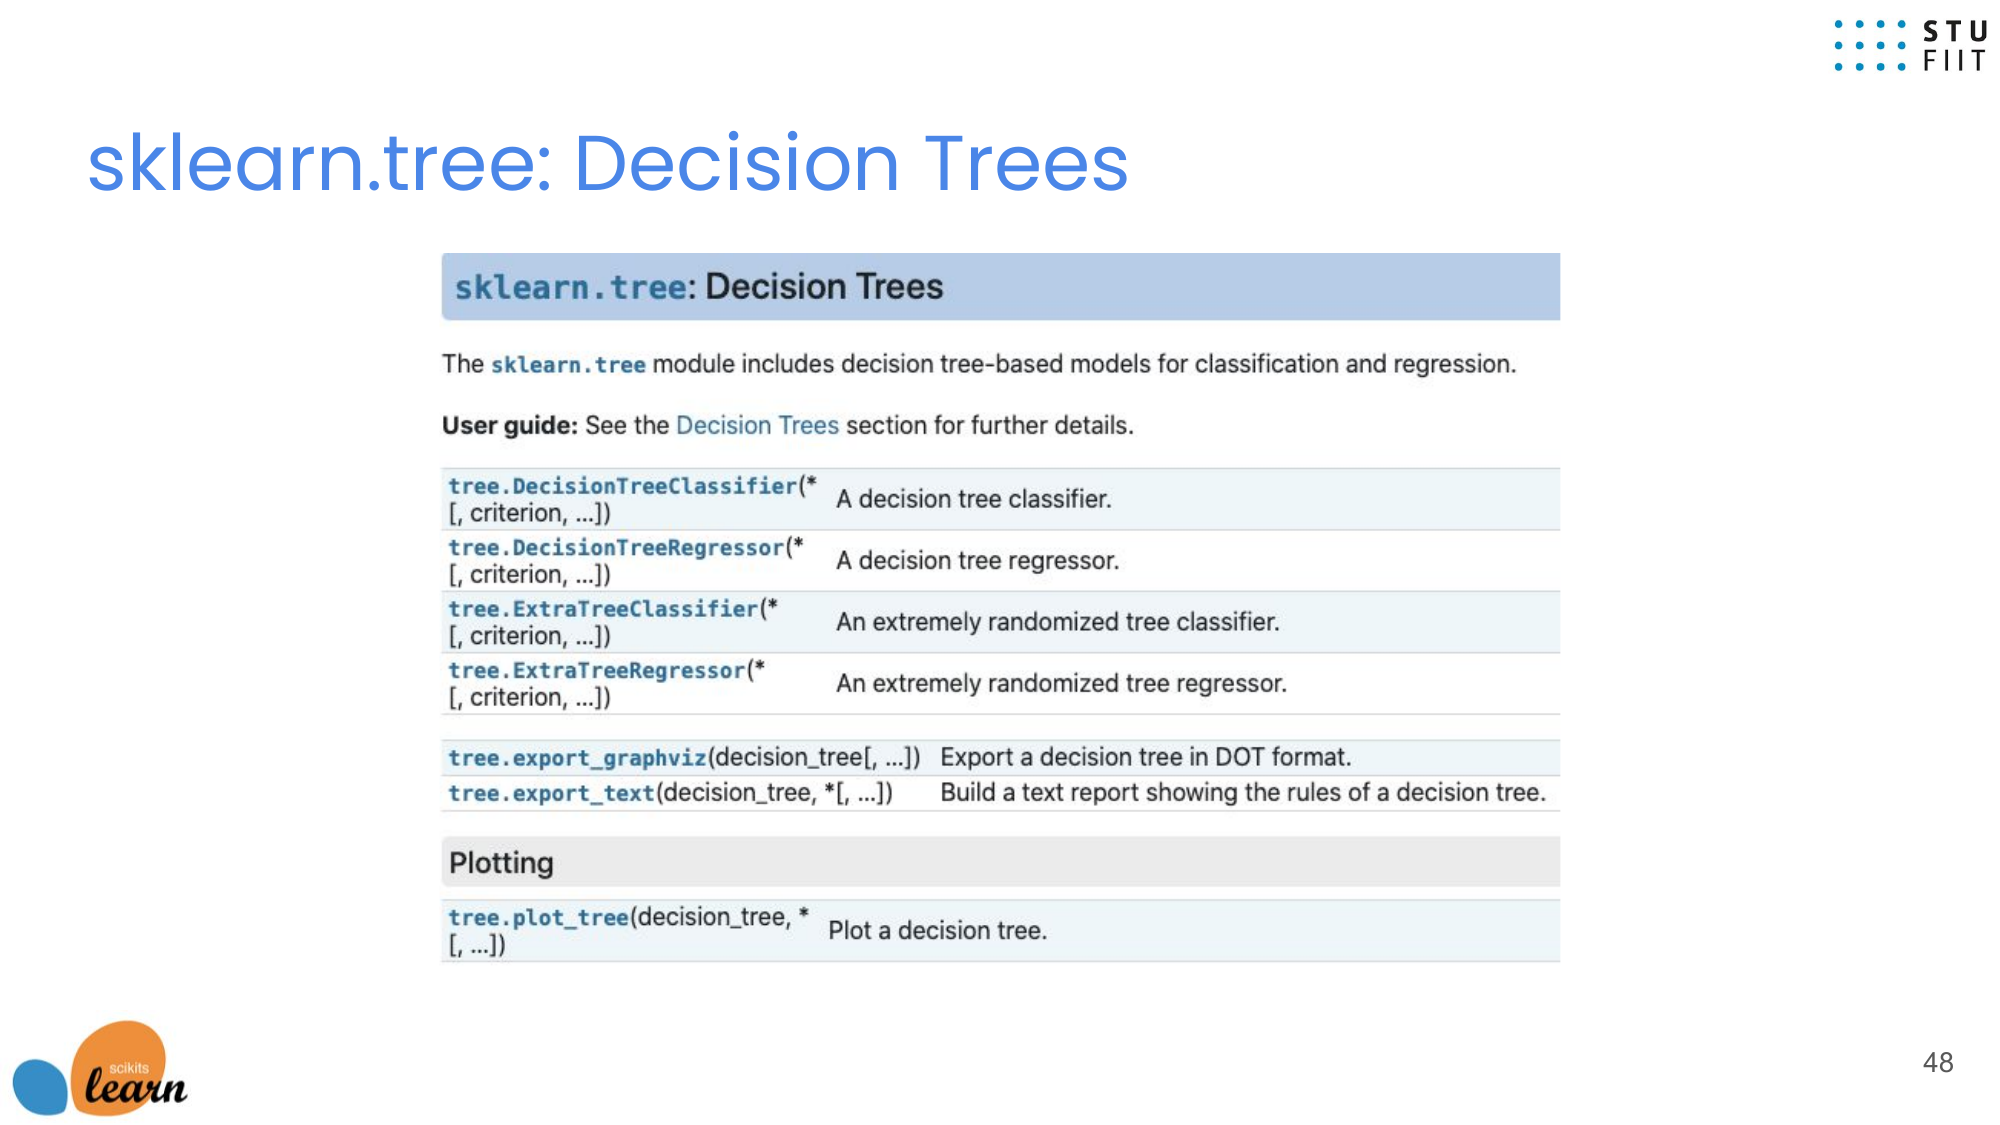 STU
FIIT
sklearn.tree: Decision Trees
sklearn.tree: Decision Trees
The sklearn.tree module includes decision tree-based models for classification and regression.
User guide: See the Decision Trees section for further details.
tree.DecisionTreeClassifier(*
[, criterion, ...])
A decision tree classifier.
tree.DecisionTreeRegressor(*
[, criterion, ...])
A decision tree regressor.
tree.ExtraTreeClassifier(*
[, criterion, ...])
An extremely randomized tree classifier.
tree.ExtraTreeRegressor(*
[, criterion, ...])
An extremely randomized tree regressor.
tree.export_graphviz(decision_tree[, ...]) Export a decision tree in DOT format.
tree.export_text(decision_tree, *[, ...]) Build a text report showing the rules of a decision tree.
Plotting
tree.plot_tree(decision_tree, *
[, ...])
Plot a decision tree.
scikits
learn
48